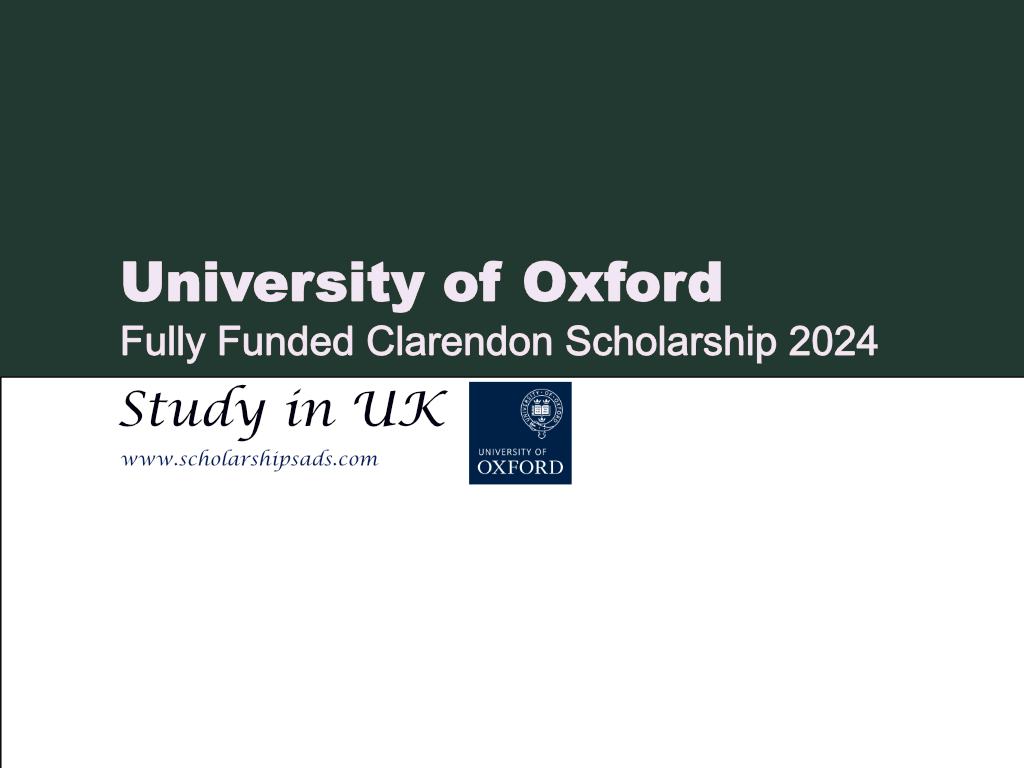 University of Oxford
Fully Funded Clarendon Scholarship 2024
Study in UK
www.scholarshipsads.com
UNIVERSITY OF
OXFORD